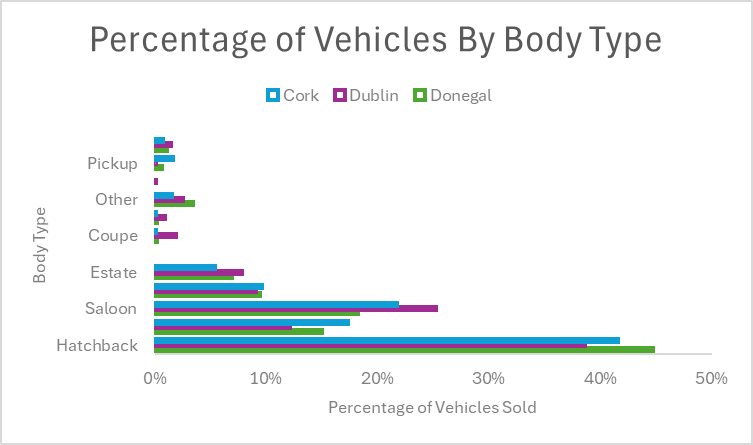 Percentage of Vehicles By Body Type
Cork Dublin Donegal
Pickup
Other
Coupe
Estate
Saloon
Hatchback
Body Type
0% 10% 20% 30% 40% 50%
Percentage of Vehicles Sold